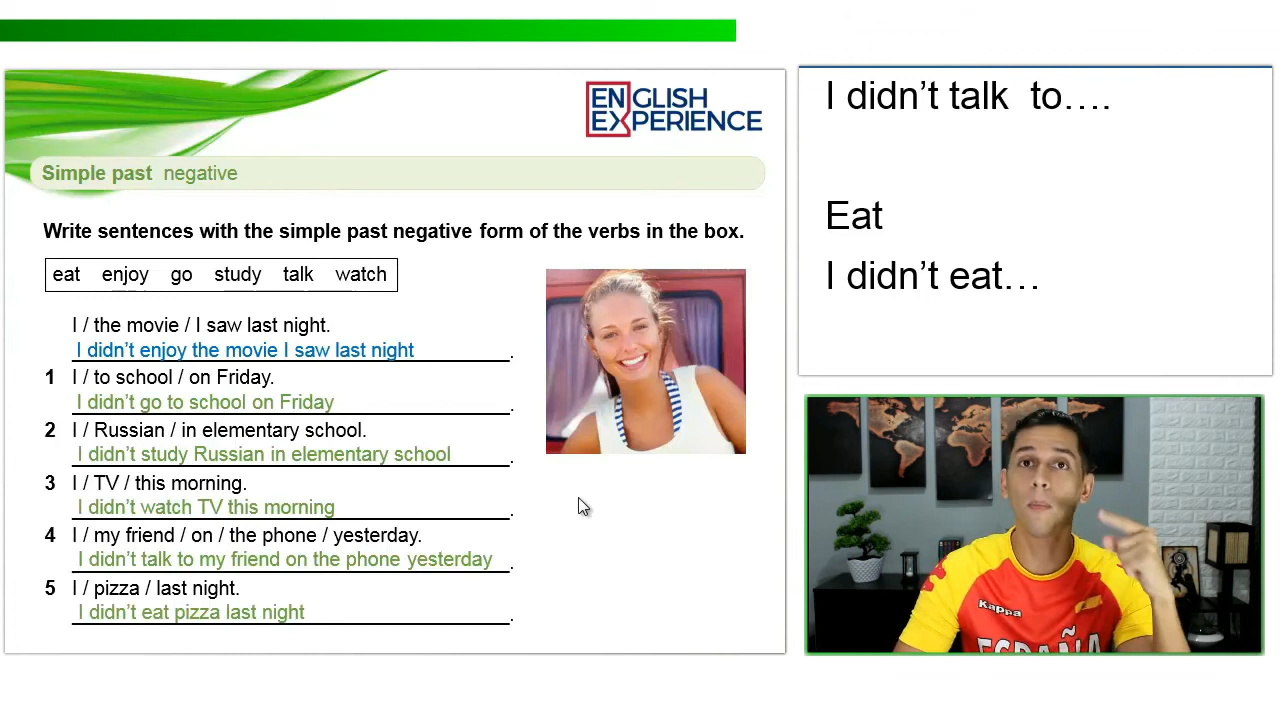 ENGLISH
EXPERIENCE
Simple past negative
Write sentences with the simple past negative form of the verbs in the box.
eat enjoy go study talk watch
I / the movie / I saw last night.
I didn’t enjoy the movie I saw last night.
1 I / to school / on Friday.
I didn’t go to school on Friday.
2 I / Russian / in elementary school.
I didn’t study Russian in elementary school.
3 I / TV / this morning.
I didn’t watch TV this morning.
4 I / my friend / on / the phone / yesterday.
I didn’t talk to my friend on the phone yesterday.
5 I / pizza / last night.
I didn’t eat pizza last night.
I didn’t talk to….
Eat
I didn’t eat…
Kappa
ESPAÑA